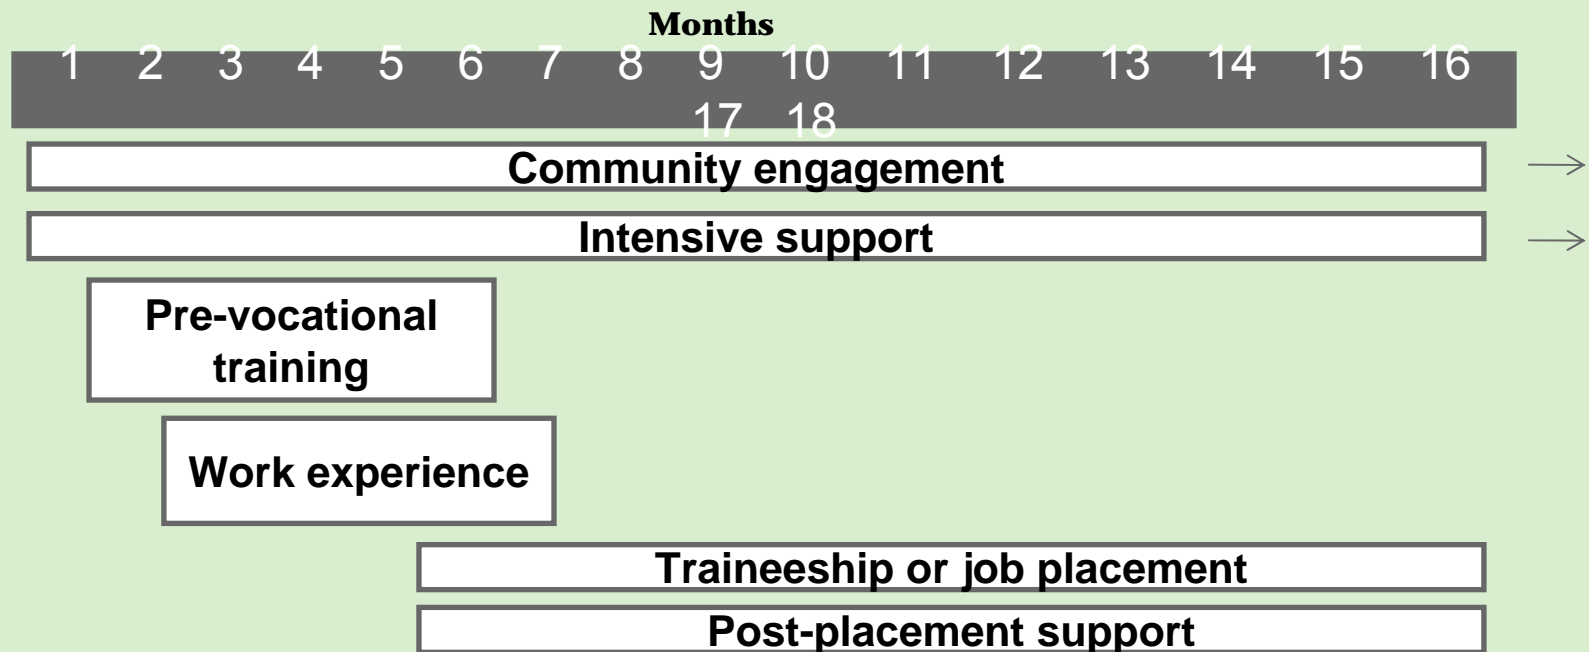 Months
1 2 3 4 5 6 7 8 9 10 11 12 13 14 15 16
17 18
Community engagement
Intensive support
Pre-vocational
training
Work experience
Traineeship or job placement
Post-placement support